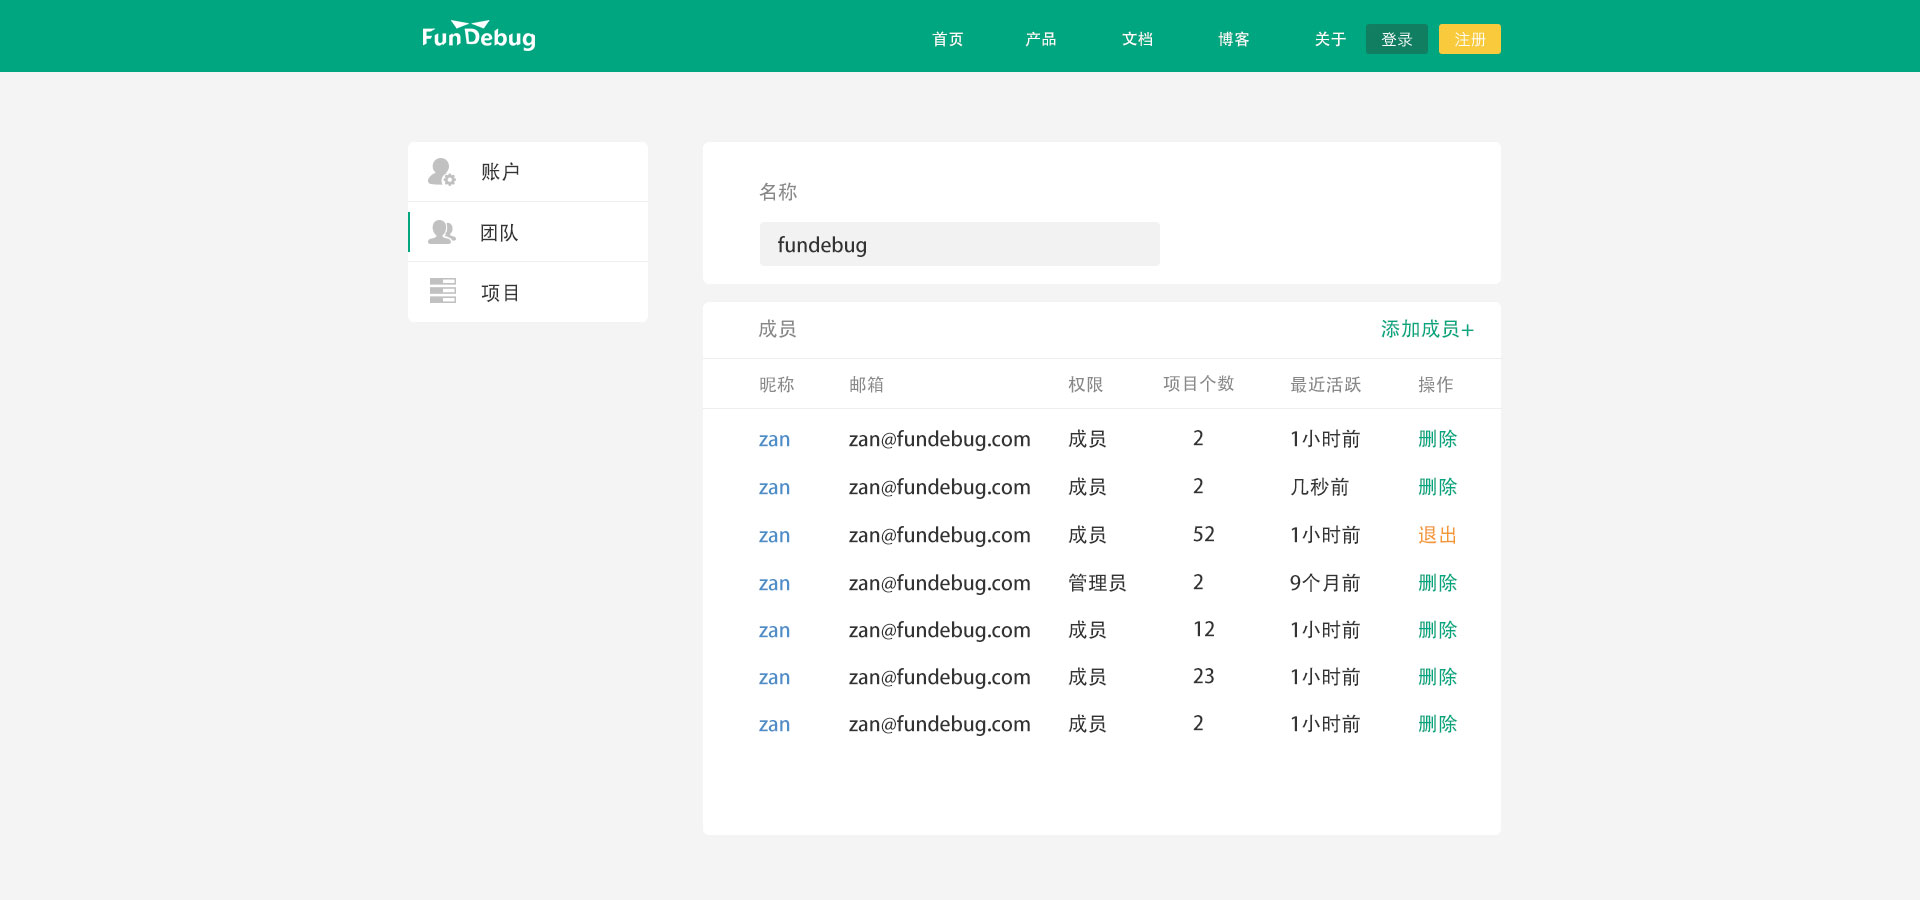 FunDebug 首页 产品 文档 博客 关于 登录 注册
账户
团队
项目
名称
fundebug
成员 添加成员+
昵称 邮箱 权限 项目个数 最近活跃 操作
zan zan@fundebug.com 成员 2 1小时前 删除
zan zan@fundebug.com 成员 2 几秒前 删除
zan zan@fundebug.com 成员 52 1小时前 退出
zan zan@fundebug.com 管理员 2 9个月前 删除
zan zan@fundebug.com 成员 12 1小时前 删除
zan zan@fundebug.com 成员 23 1小时前 删除
zan zan@fundebug.com 成员 2 1小时前 删除